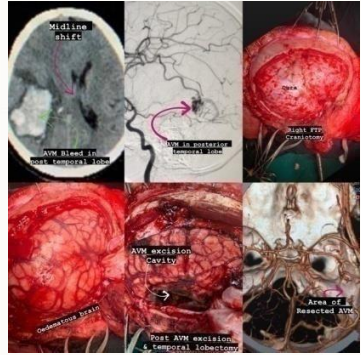 Midline
shift
AVM Bleed in
post temporal lobe
AVM in posterior
temporal lobe
Dura
Right FTP
Craniotomy
Oedematous brain
AVM excision
Cavity
Post AVM excision
& temporal lobectomy
Area of
Resected AVM